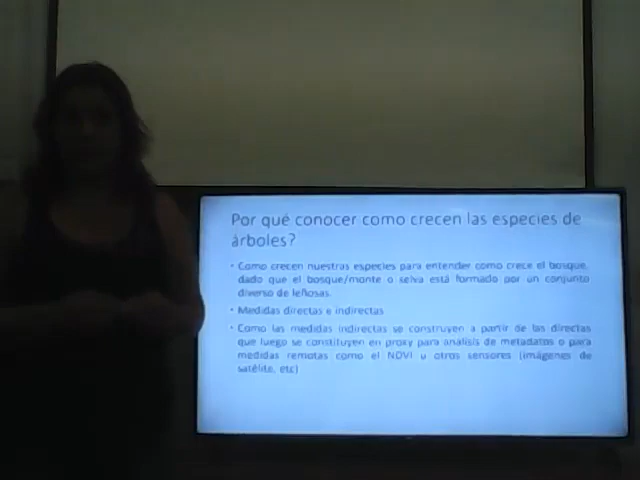 Por qué conocer como crecen las especies de
árboles?
• Como crecen nuestras especies para entender como crece el bosque,
dado que el bosque/monte o selva está formado por un conjunto
diverso de leñosas.
• Medidas directas e indirectas
• Como las medidas indirectas se construyen a partir de las directas
que luego se constituyen en proxy para analisis de metadatos o para
medidas remotas como el NDVI u otros sensores (imágenes de
satélite, etc)